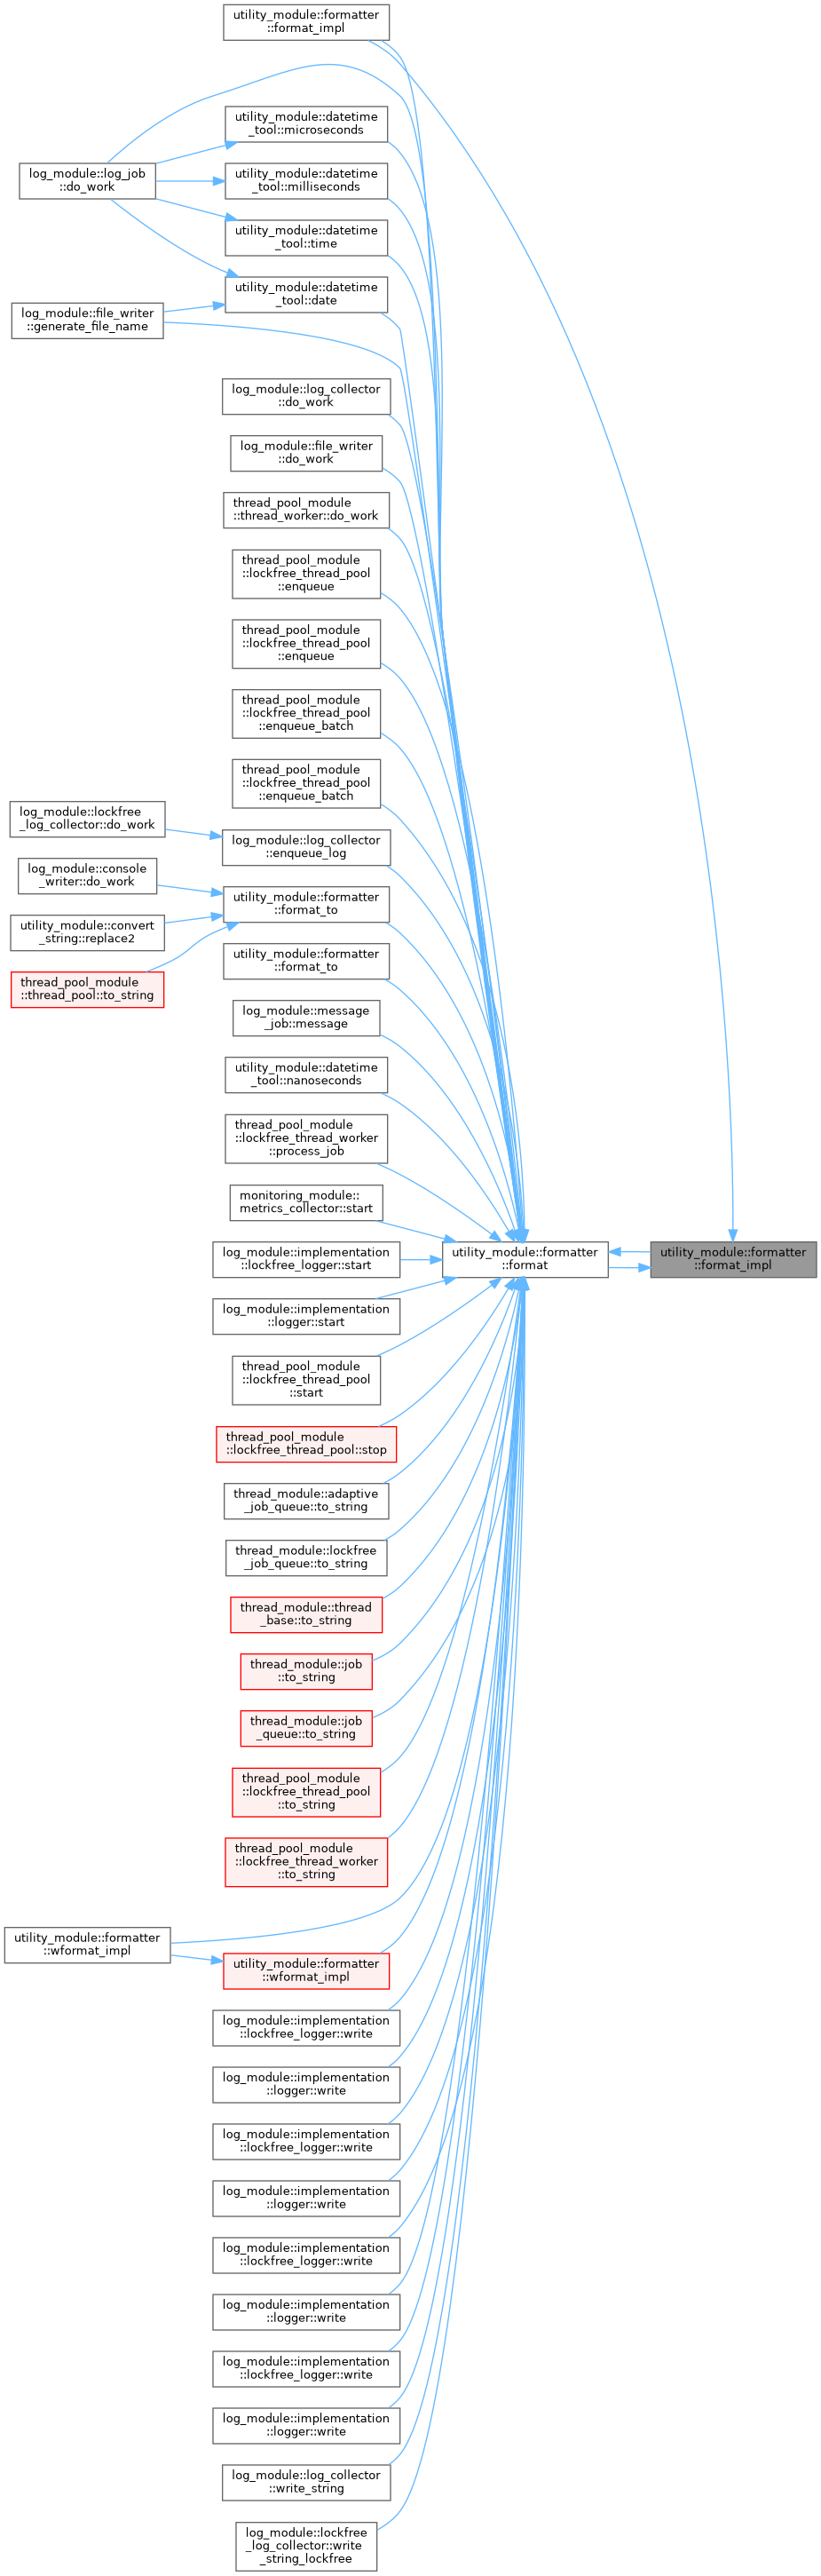 utility_module::formatter
::format_impl
utility_module::datetime
_tool::microseconds
log_module::log_job
::do_work
utility_module::datetime
_tool::milliseconds
utility_module::datetime
_tool::time
utility_module::datetime
_tool::date
log_module::file_writer
::generate_file_name
log_module::log_collector
::do_work
log_module::file_writer
::do_work
thread_pool_module
::thread_worker::do_work
thread_pool_module
::lockfree_thread_pool
::enqueue
thread_pool_module
::lockfree_thread_pool
::enqueue
thread_pool_module
::lockfree_thread_pool
::enqueue_batch
thread_pool_module
::lockfree_thread_pool
::enqueue_batch
log_module::lockfree
_log_collector::do_work
log_module::log_collector
::enqueue_log
log_module::console
_writer::do_work
utility_module::formatter
::format_to
utility_module::convert
_string::replace2
utility_module::formatter
::format_to
thread_pool_module
::thread_pool::to_string
log_module::message
_job::message
utility_module::datetime
_tool::nanoseconds
thread_pool_module
::lockfree_thread_worker
::process_job
monitoring_module::
metrics_collector::start
log_module::implementation
::lockfree_logger::start
utility_module::formatter
::format
utility_module::formatter
::format_impl
log_module::implementation
::logger::start
thread_pool_module
::lockfree_thread_pool
::start
thread_pool_module
::lockfree_thread_pool::stop
thread_module::adaptive
_job_queue::to_string
thread_module::lockfree
_job_queue::to_string
thread_module::thread
_base::to_string
thread_module::job
::to_string
thread_module::job
_queue::to_string
thread_pool_module
::lockfree_thread_pool
::to_string
thread_pool_module
::lockfree_thread_worker
::to_string
utility_module::formatter
::wformat_impl
utility_module::formatter
::wformat_impl
log_module::implementation
::lockfree_logger::write
log_module::implementation
::logger::write
log_module::implementation
::lockfree_logger::write
log_module::implementation
::logger::write
log_module::implementation
::lockfree_logger::write
log_module::implementation
::logger::write
log_module::implementation
::lockfree_logger::write
log_module::implementation
::logger::write
log_module::log_collector
::write_string
log_module::lockfree
_log_collector::write
_string_lockfree